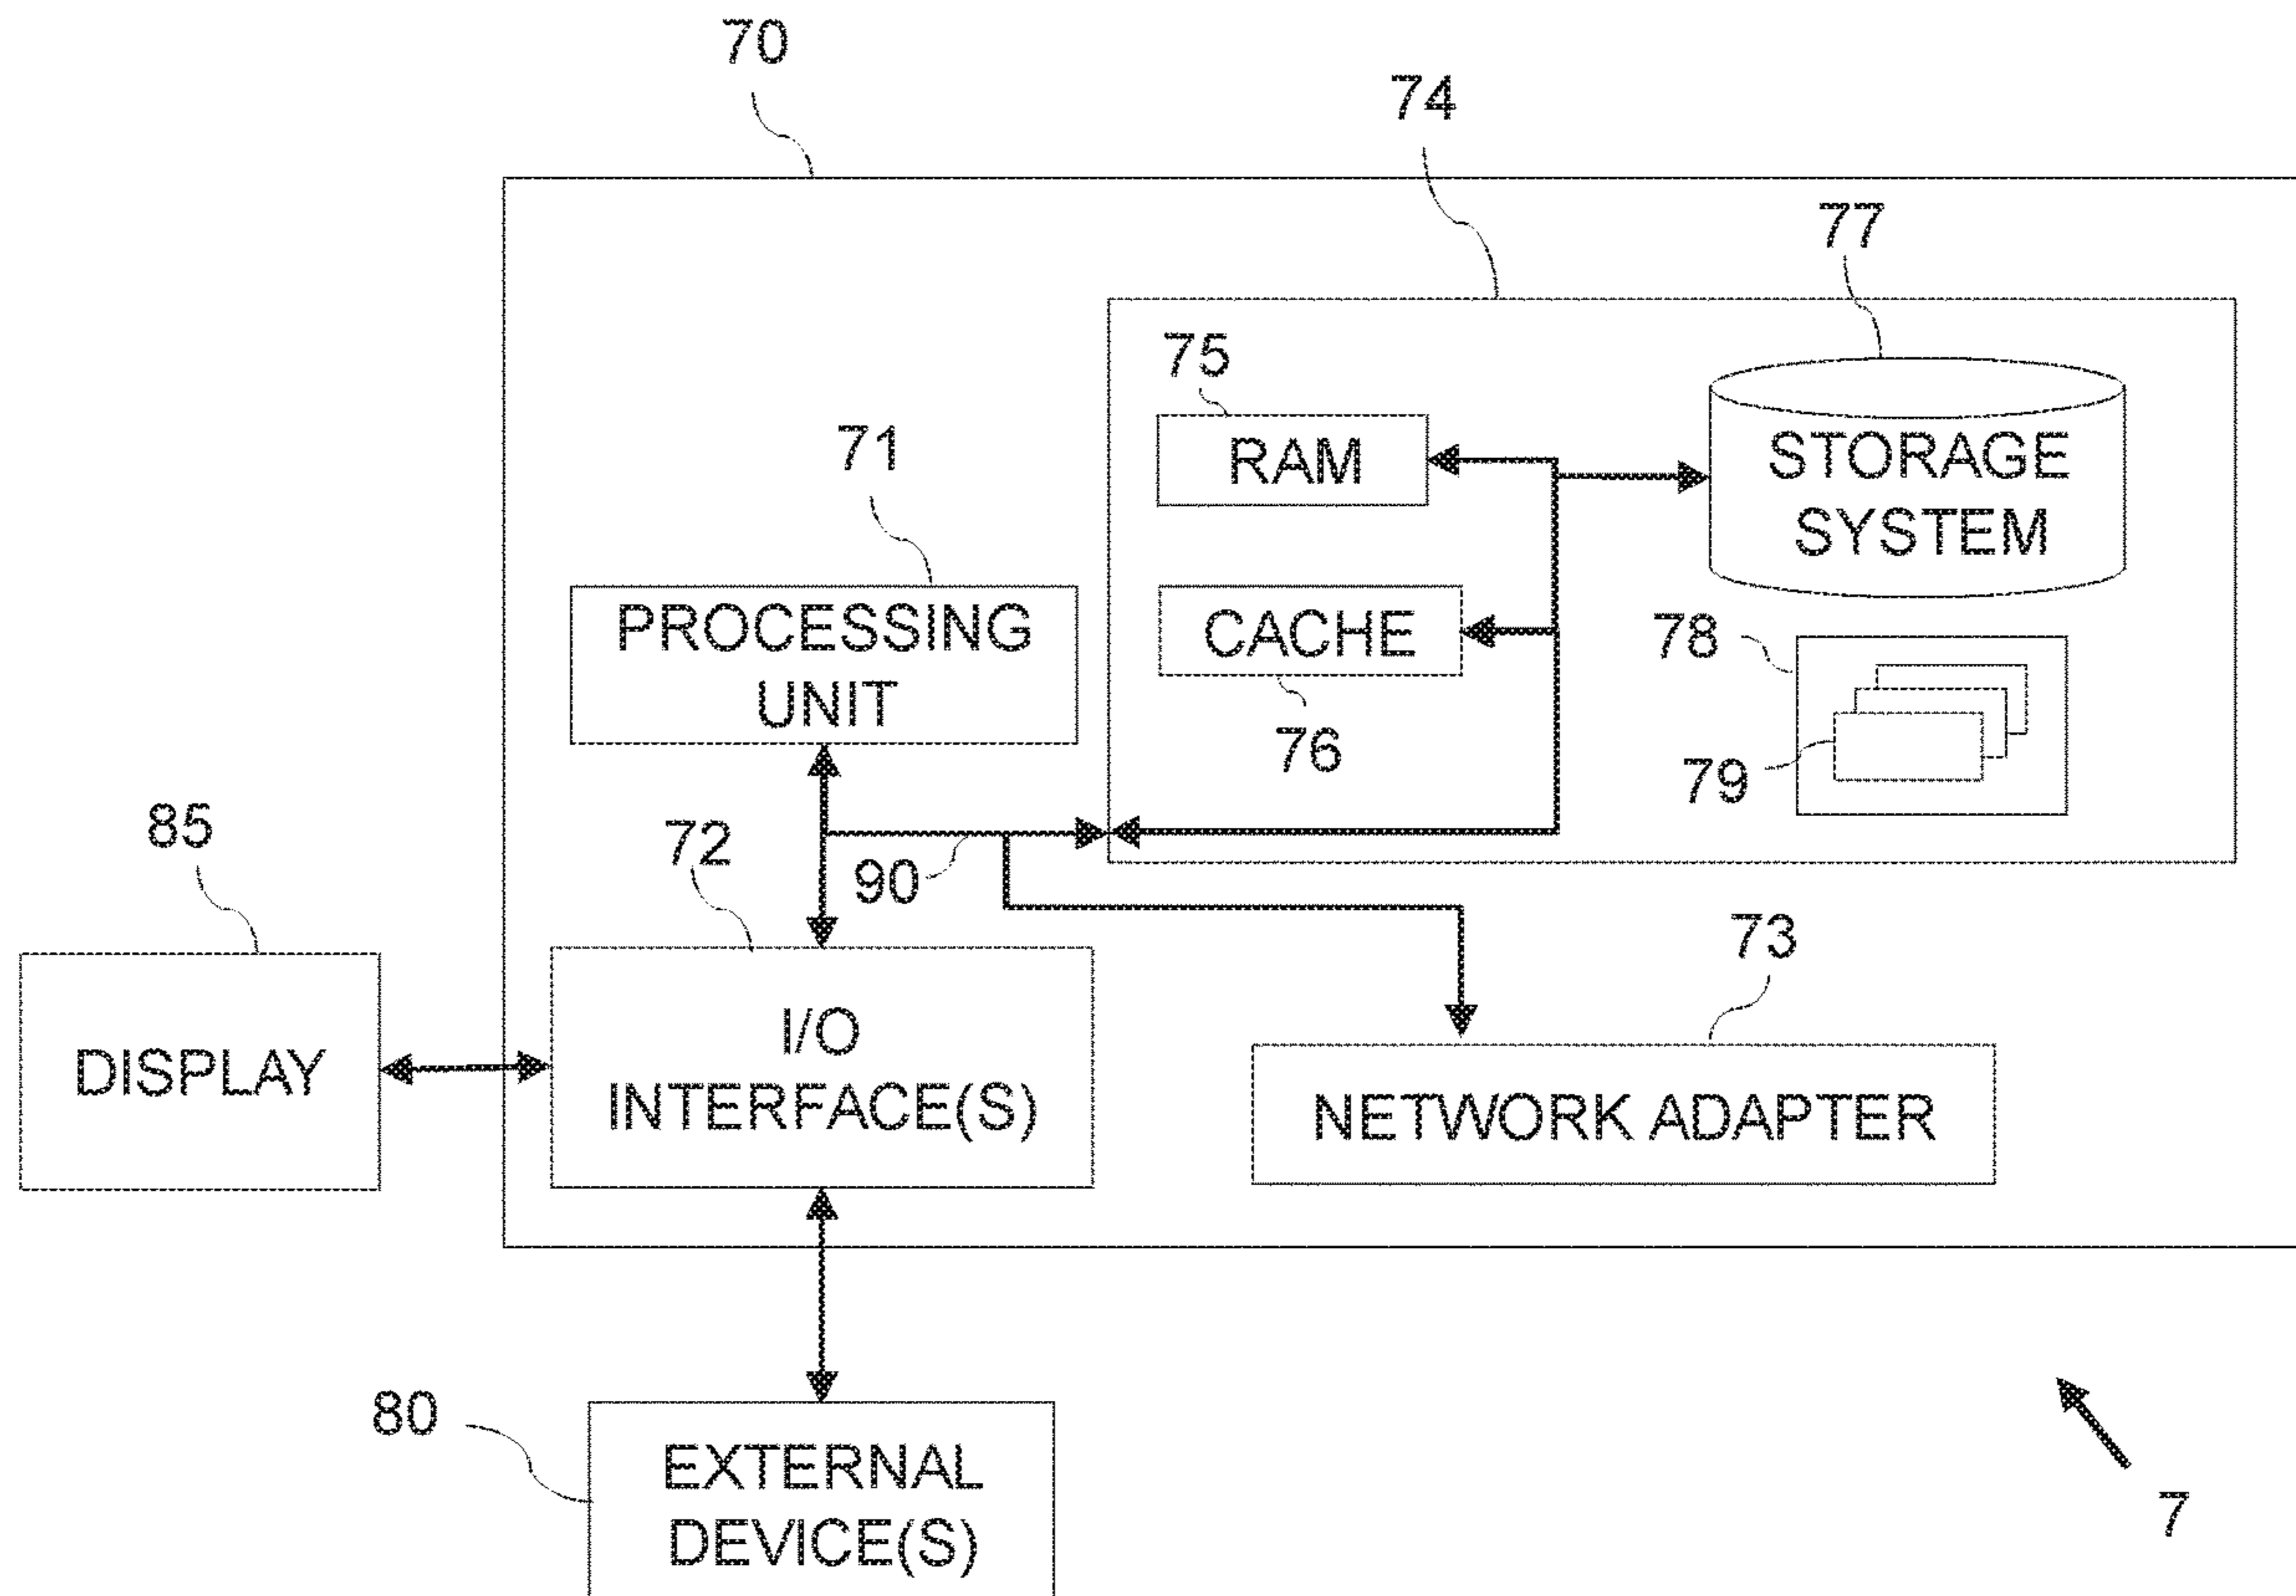 70
74
77
75
RAM
STORAGE
SYSTEM
71
PROCESSING
UNIT
CACHE
76
78
79
85
72
90
73
DISPLAY
I/O
INTERFACE(S)
NETWORK ADAPTER
80
EXTERNAL
DEVICE(S)
7